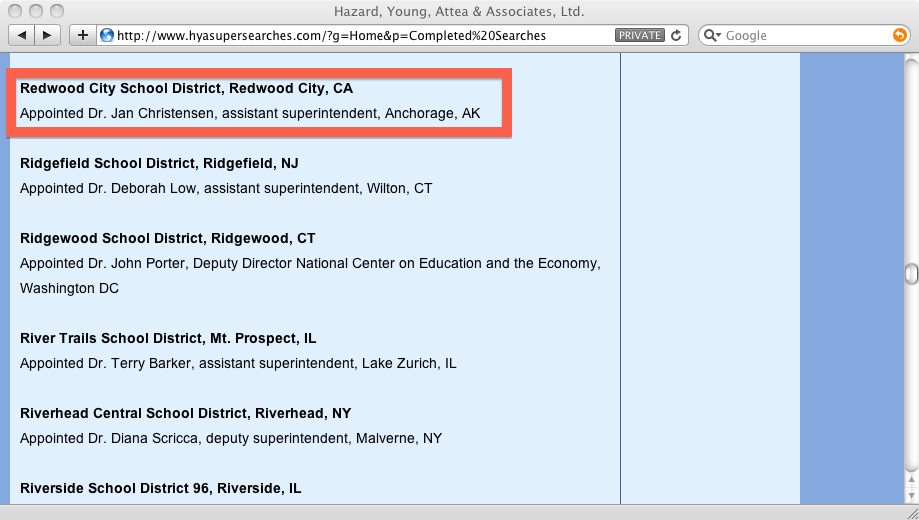 Hazard, Young, Attea & Associates, Ltd.
http://www.hyasupersearches.com/?g=Home&p=Completed%20Searches PRIVATE Google
Redwood City School District, Redwood City, CA
Appointed Dr. Jan Christensen, assistant superintendent, Anchorage, AK
Ridgefield School District, Ridgefield, NJ
Appointed Dr. Deborah Low, assistant superintendent, Wilton, CT
Ridgewood School District, Ridgewood, CT
Appointed Dr. John Porter, Deputy Director National Center on Education and the Economy,
Washington DC
River Trails School District, Mt. Prospect, IL
Appointed Dr. Terry Barker, assistant superintendent, Lake Zurich, IL
Riverhead Central School District, Riverhead, NY
Appointed Dr. Diana Scricca, deputy superintendent, Malverne, NY
Riverside School District 96, Riverside, IL